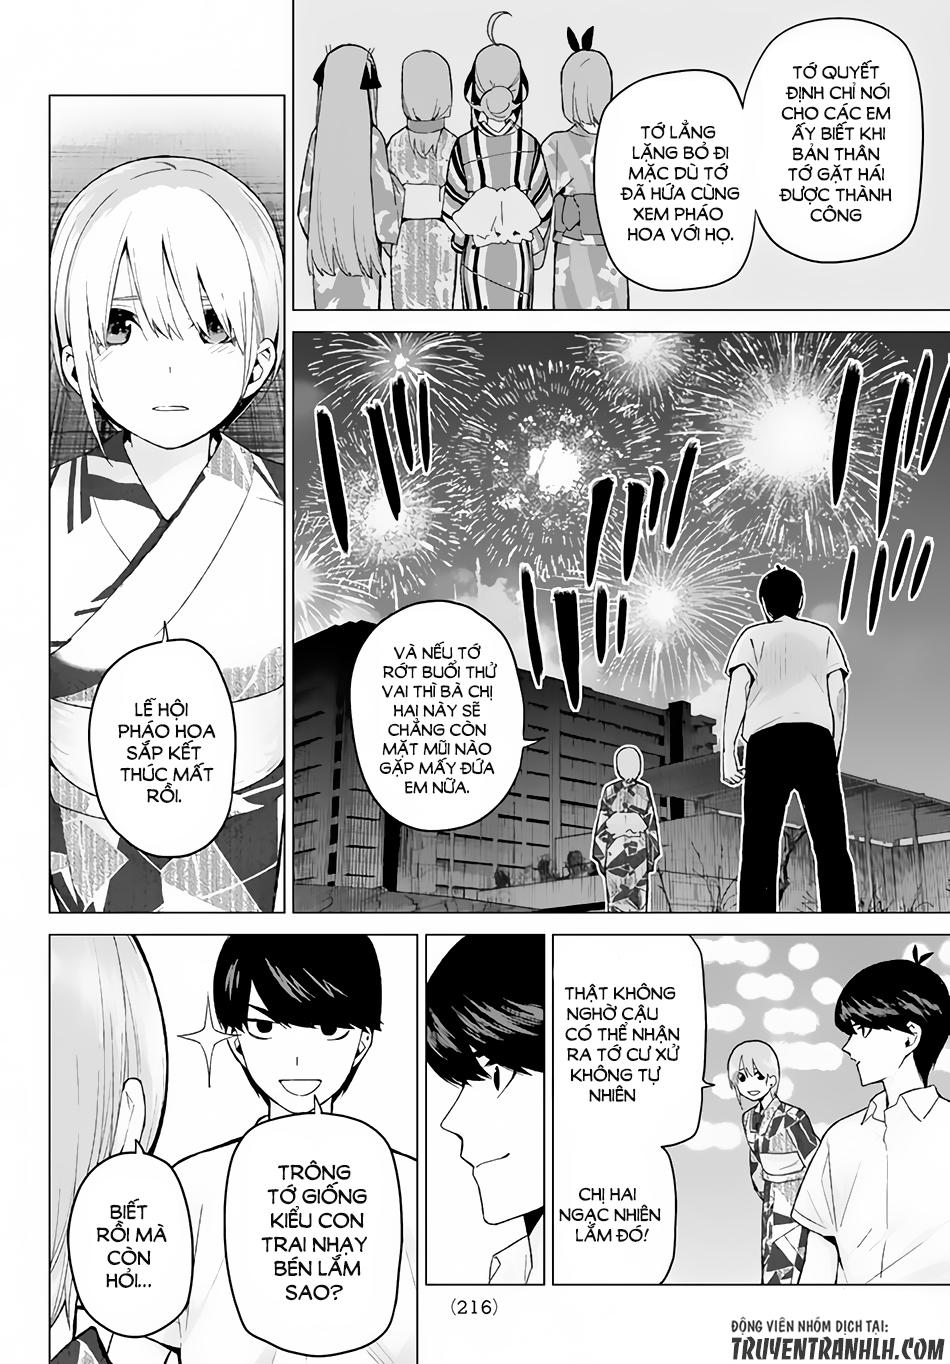 TỚ QUYẾT
ĐỊNH CHỈ NÓI
CHO CÁC EM
ẤY BIẾT KHI
BẢN THÂN
TỚ GẶT HÁI
ĐƯỢC THÀNH
CÔNG
TỚ LẲNG
LẶNG BỎ ĐI
MẶC DÙ TỚ
ĐÃ HỨA CÙNG
XEM PHÁO
HOA VỚI HỌ.
VÀ NẾU TỚ
RỚT BUỔI THỬ
VAI THÌ BÀ CHỊ
HAI NÀY SẼ
CHẲNG CÒN
MẶT MŨI NÀO
GẶP MẤY ĐỨA
EM NỮA.
LỄ HỘI
PHÁO HOA
SẮP KẾT
THÚC MẤT
RỒI.
THẬT KHÔNG
NGHỜ CẬU
CÓ THỂ NHẬN
RA TỚ CƯ XỬ
KHÔNG TỰ
NHIÊN
CHỊ HAI
NGẠC NHIÊN
LẮM ĐÓ!
TRÔNG
TỚ GIỐNG
KIỂU CON
TRAI NHẠY
BÉN LẮM
SAO?
BIẾT
RỒI MÀ
CÒN
HỎI...
(216)
ĐỘNG VIÊN NHÓM DỊCH TẠI:
TRUYENTRANHLH.COM